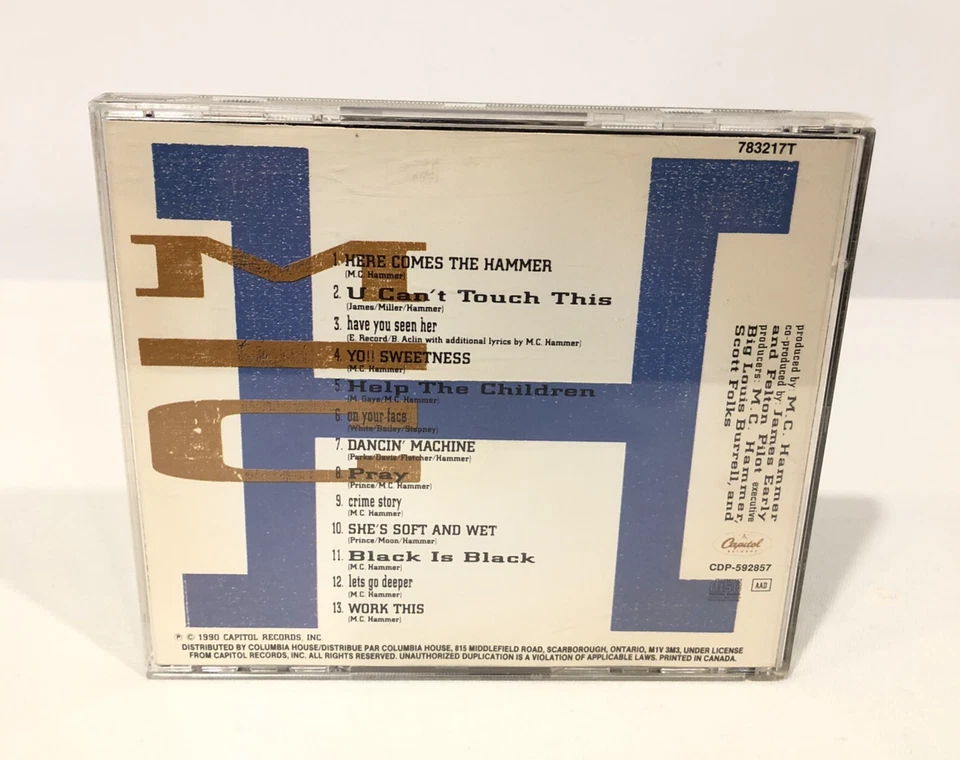 783217T
M.C.
H
1. HERE COMES THE HAMMER
(M.C. Hammer)
2. U Can't Touch This
(James/Miller/Hammer)
3. have you seen her
(E. Record/B. Aclin with additional lyrics by M.C. Hammer)
4. YO!! SWEETNESS
(M.C. Hammer)
5. Help The Children
(M. Gaye/M.C. Hammer)
6. on your face
(White/Bailey/Stepney)
7. DANCIN' MACHINE
(Parks/Davis/Fletcher/Hammer)
8. Pray
(Prince/M.C. Hammer)
9. crime story
(M.C. Hammer)
10. SHE'S SOFT AND WET
(Prince/Moon/Hammer)
11. Black Is Black
(M.C. Hammer)
12. lets go deeper
(M.C. Hammer)
13. WORK THIS
(M.C. Hammer)
produced by: M.C. Hammer
co-produced by: James Early
and Felton Pilot executive
producers: M.C. Hammer,
Big Louis Burrell, and
Scott Folks
Capitol
RECORDS
CDP-592857
AAD
℗ © 1990 CAPITOL RECORDS, INC.
DISTRIBUTED BY COLUMBIA HOUSE/DISTRIBUE PAR COLUMBIA HOUSE, 815 MIDDLEFIELD ROAD, SCARBOROUGH, ONTARIO, M1V 3M3, UNDER LICENSE
FROM CAPITOL RECORDS, INC. ALL RIGHTS RESERVED. UNAUTHORIZED DUPLICATION IS A VIOLATION OF APPLICABLE LAWS. PRINTED IN CANADA.